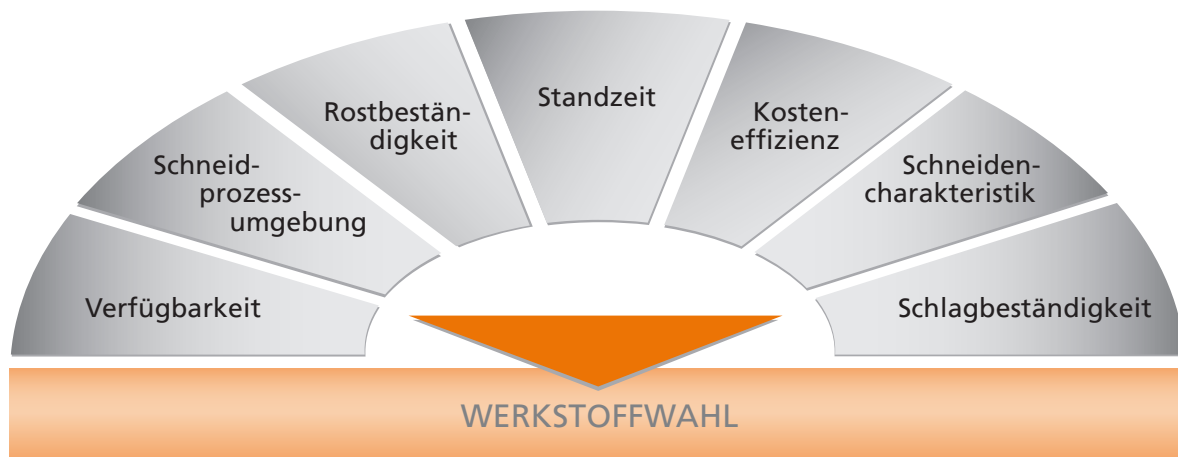 Verfügbarkeit
Schneid-
prozess-
umgebung
Rostbestän-
digkeit
Standzeit
Kosten-
effizienz
Schneiden-
charakteristik
Schlagbeständigkeit
WERKSTOFFWAHL